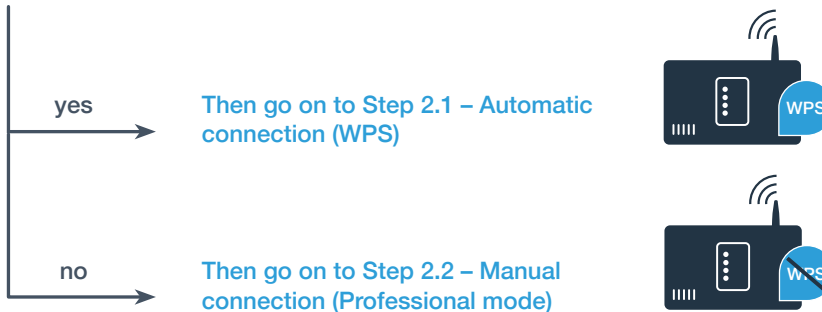 yes
Then go on to Step 2.1 – Automatic
connection (WPS)
WPS
no
Then go on to Step 2.2 – Manual
connection (Professional mode)
WPS